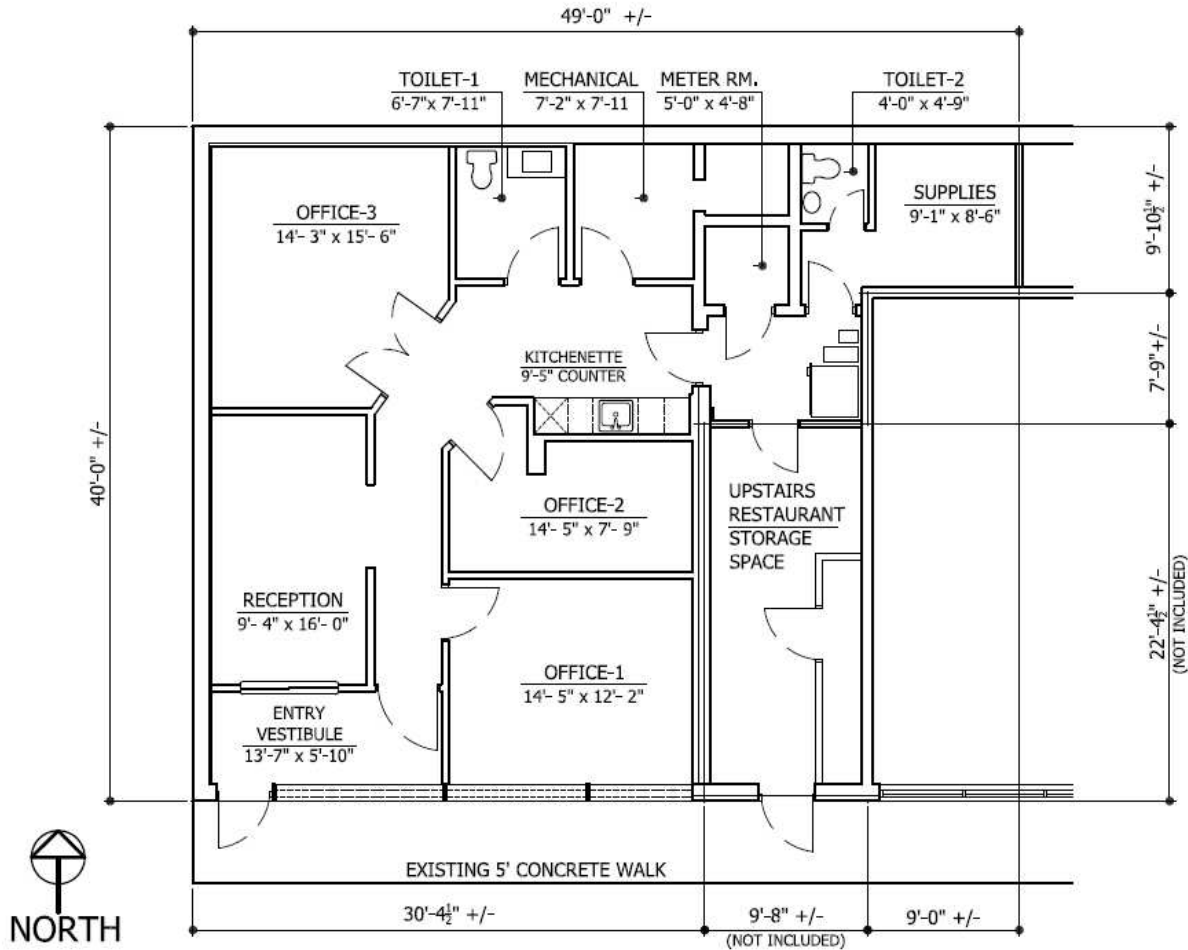 49'-0" +/-
TOILET-1
6'-7"x 7'-11"
MECHANICAL
7'-2" x 7'-11
METER RM.
5'-0" x 4'-8"
TOILET-2
4'-0" x 4'-9"
OFFICE-3
14'- 3" x 15'- 6"
SUPPLIES
9'-1" x 8'-6"
9'-10½" +/-
KITCHENETTE
9'-5" COUNTER
7'-9"+/-
40'-0" +/-
OFFICE-2
14'- 5" x 7'- 9"
UPSTAIRS
RESTAURANT
STORAGE
SPACE
RECEPTION
9'- 4" x 16'- 0"
22'-4½" +/-
(NOT INCLUDED)
OFFICE-1
14'- 5" x 12'- 2"
ENTRY
VESTIBULE
13'-7" x 5'-10"
EXISTING 5' CONCRETE WALK
NORTH
30'-4½" +/-
9'-8" +/-
(NOT INCLUDED)
9'-0" +/-